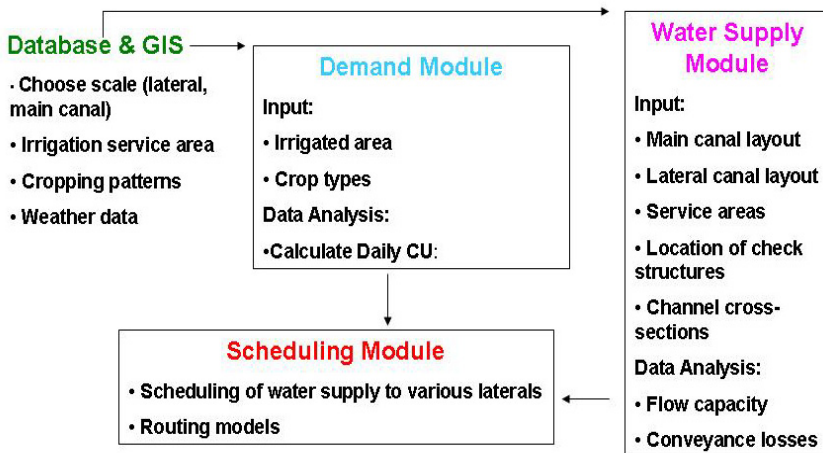 Database & GIS
· Choose scale (lateral,
main canal)
• Irrigation service area
• Cropping patterns
• Weather data
Demand Module
Input:
• Irrigated area
• Crop types
Data Analysis:
•Calculate Daily CU:
Water Supply
Module
Input:
• Main canal layout
• Lateral canal layout
• Service areas
• Location of check
structures
• Channel cross-
sections
Data Analysis:
• Flow capacity
• Conveyance losses
Scheduling Module
• Scheduling of water supply to various laterals
• Routing models